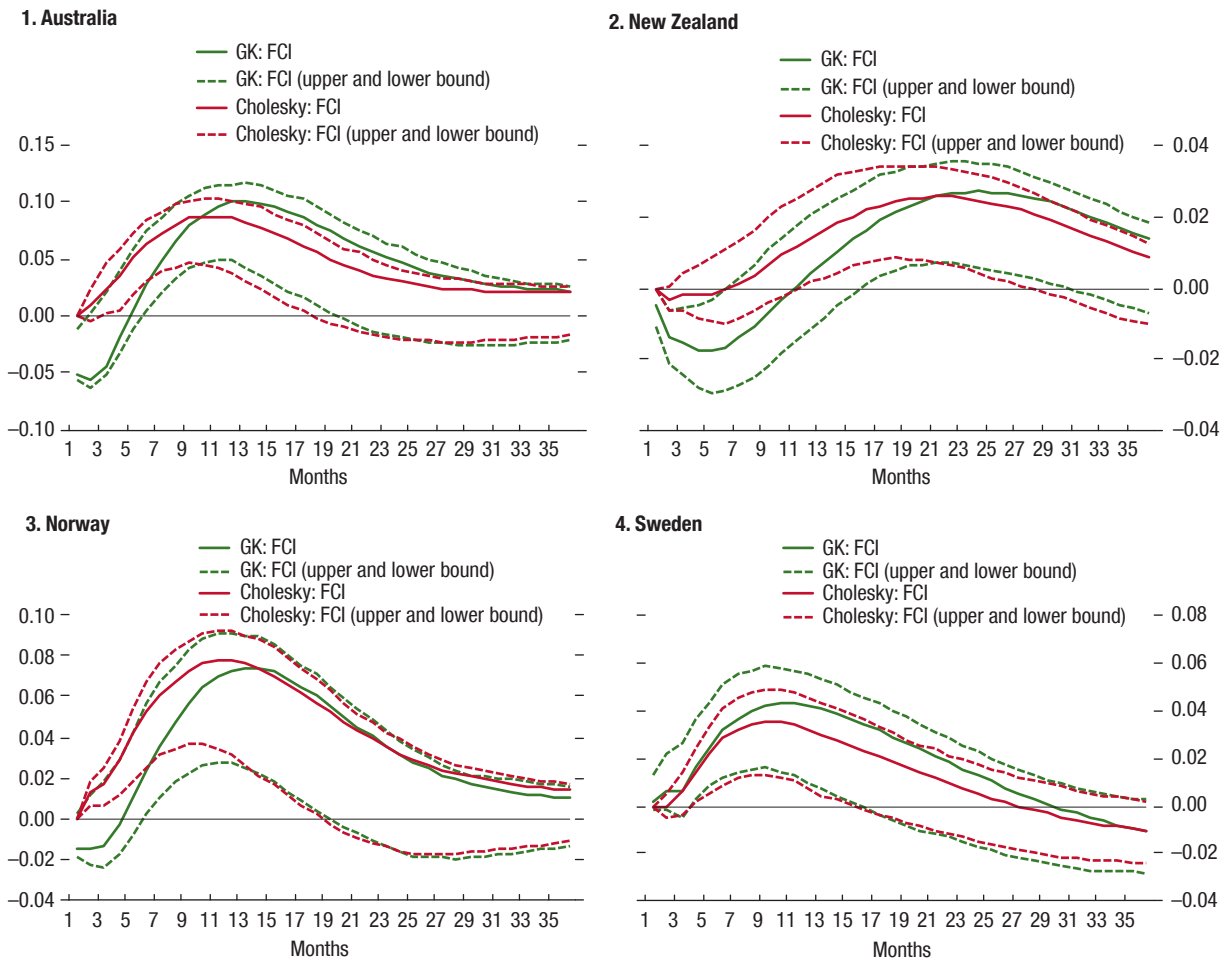 1. Australia
GK: FCI
GK: FCI (upper and lower bound)
Cholesky: FCI
Cholesky: FCI (upper and lower bound)
0.15
0.10
0.05
0.00
–0.05
–0.10
1 3 5 7 9 11 13 15 17 19 21 23 25 27 29 31 33 35
Months
2. New Zealand
GK: FCI
GK: FCI (upper and lower bound)
Cholesky: FCI
Cholesky: FCI (upper and lower bound)
0.04
0.02
0.00
–0.02
–0.04
1 3 5 7 9 11 13 15 17 19 21 23 25 27 29 31 33 35
Months
3. Norway
GK: FCI
GK: FCI (upper and lower bound)
Cholesky: FCI
Cholesky: FCI (upper and lower bound)
0.10
0.08
0.06
0.04
0.02
0.00
–0.02
–0.04
1 3 5 7 9 11 13 15 17 19 21 23 25 27 29 31 33 35
Months
4. Sweden
GK: FCI
GK: FCI (upper and lower bound)
Cholesky: FCI
Cholesky: FCI (upper and lower bound)
0.08
0.06
0.04
0.02
0.00
–0.02
–0.04
1 3 5 7 9 11 13 15 17 19 21 23 25 27 29 31 33 35
Months